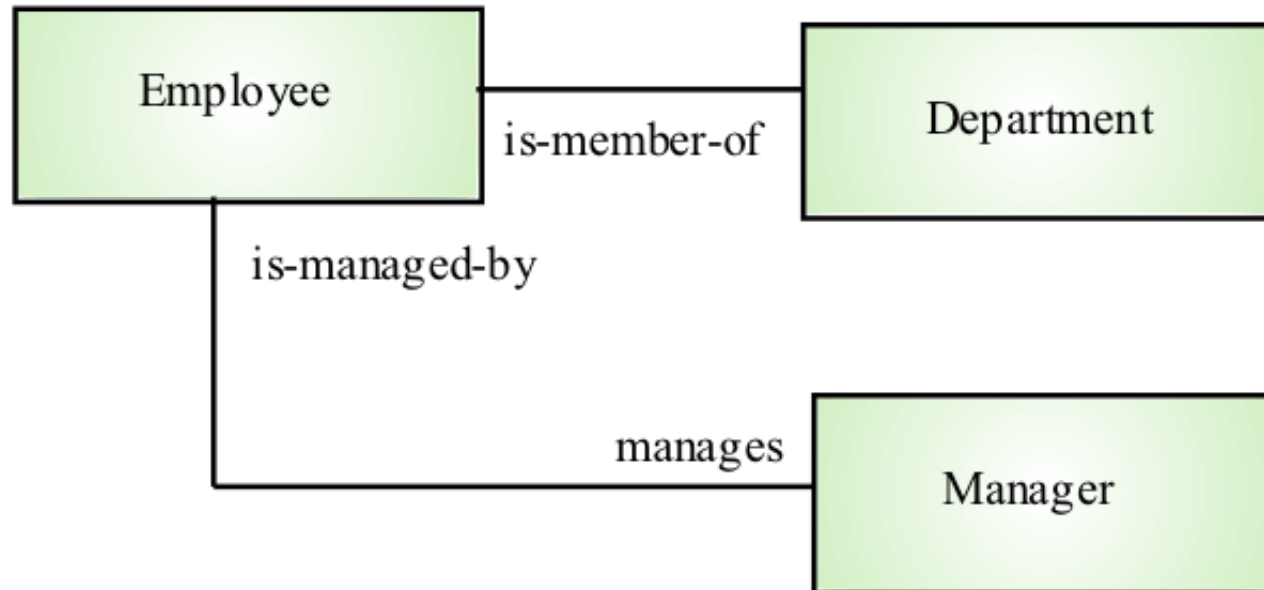 Employee
Department
is-member-of
is-managed-by
manages
Manager